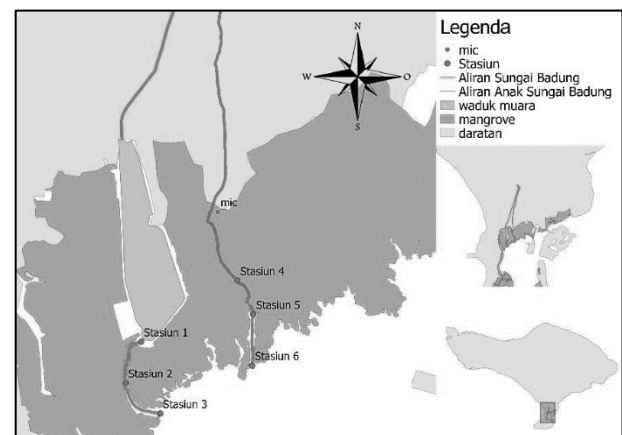 N
W
O
S
mic
Stasiun 4
Stasiun 5
Stasiun 1
Stasiun 6
Stasiun 2
Stasiun 3
Legenda
mic
Stasiun
Aliran Sungai Badung
Aliran Anak Sungai Badung
waduk muara
mangrove
daratan